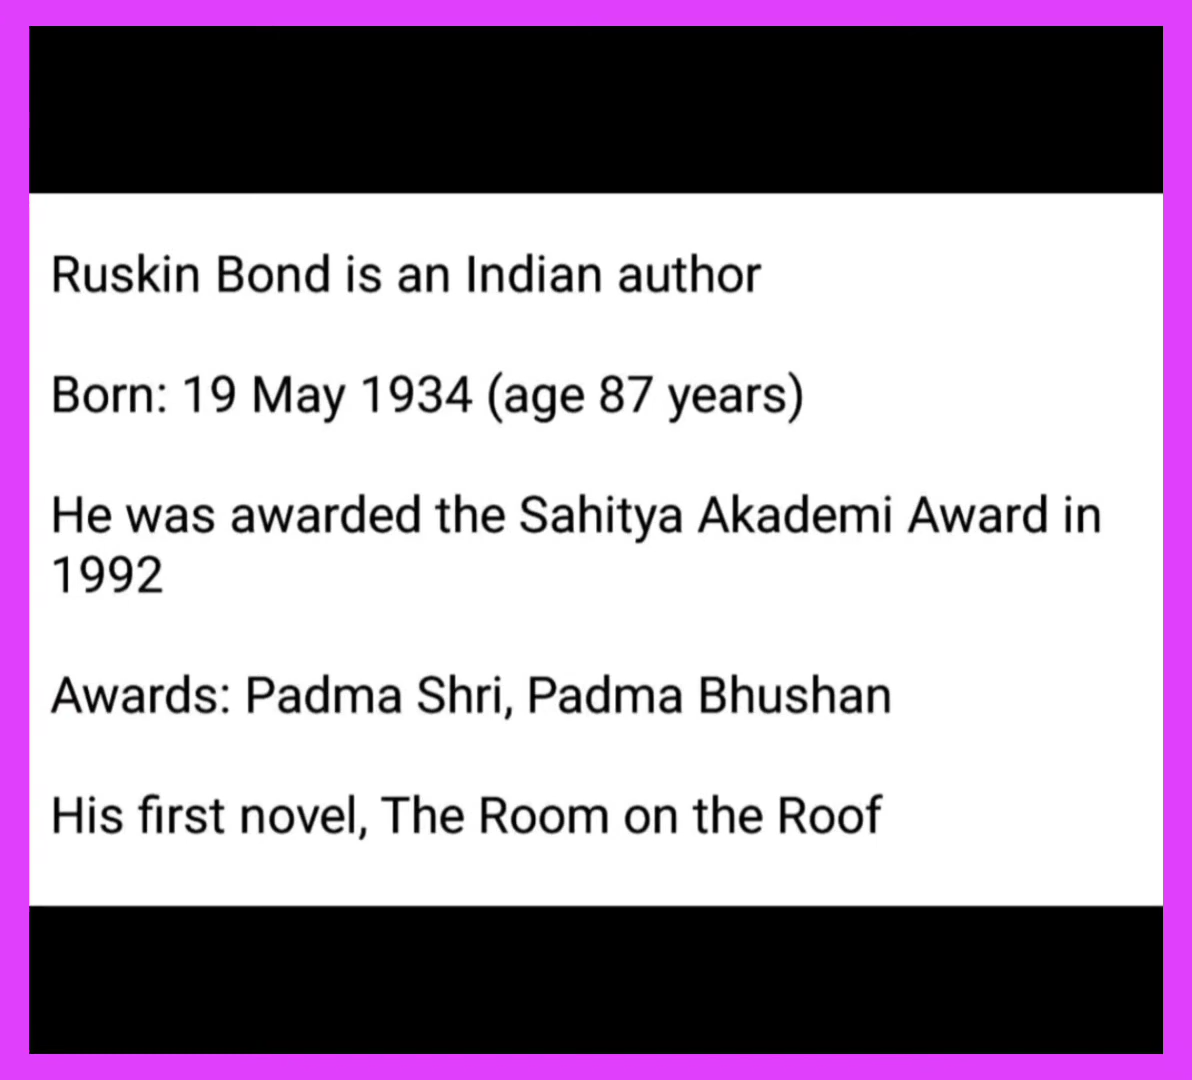 Ruskin Bond is an Indian author
Born: 19 May 1934 (age 87 years)
He was awarded the Sahitya Akademi Award in
1992
Awards: Padma Shri, Padma Bhushan
His first novel, The Room on the Roof